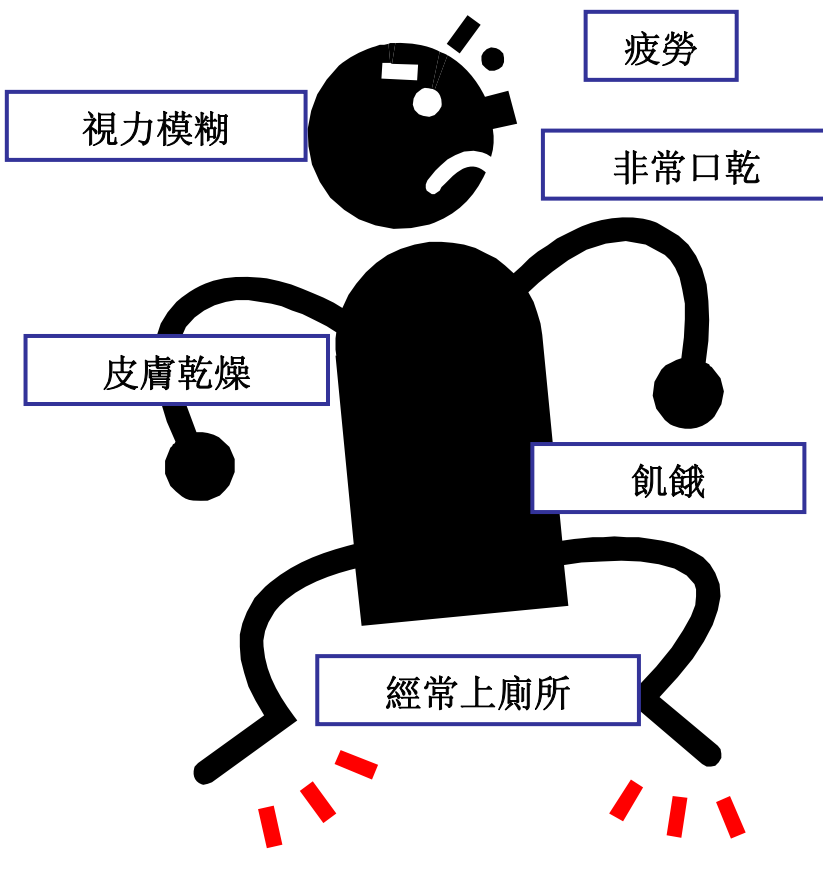 疲勞
視力模糊
非常口乾
皮膚乾燥
飢餓
經常上廁所